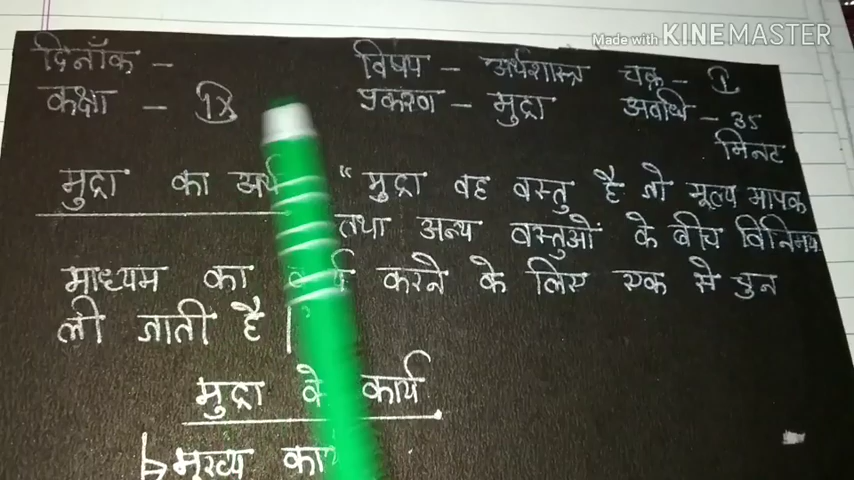 Made with KINEMASTER
दिनाँक - विषय - अर्थशास्त्र चक्र - 1
कक्षा - IX प्रकरण - मुद्रा अवधि - 35
मिनट
मुद्रा का अर्थ "मुद्रा वह वस्तु है जो मूल्य मापक
तथा अन्य वस्तुओं के बीच विनिमय
माध्यम का करने के लिए एक से चुन
ली जाती है।
मुद्रा के कार्य
मुख्य